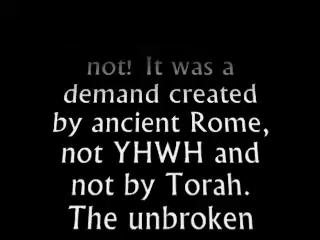 not! It was a
demand created
by ancient Rome,
not YHWH and
not by Torah.
The unbroken